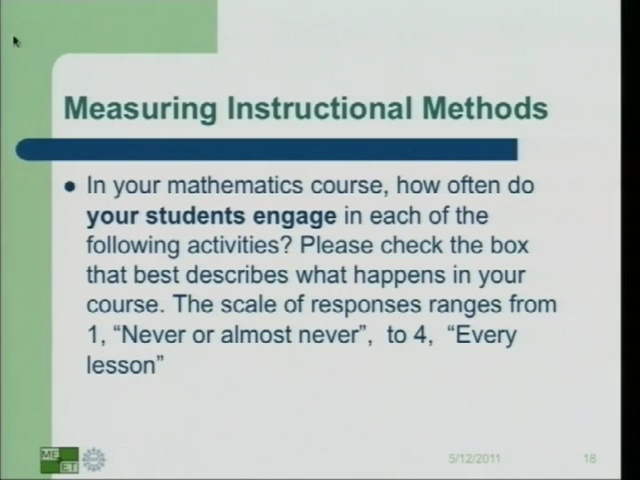 Measuring Instructional Methods
In your mathematics course, how often do
your students engage in each of the
following activities? Please check the box
that best describes what happens in your
course. The scale of responses ranges from
1, “Never or almost never”, to 4, “Every
lesson”
ME
ET
5/12/2011
18